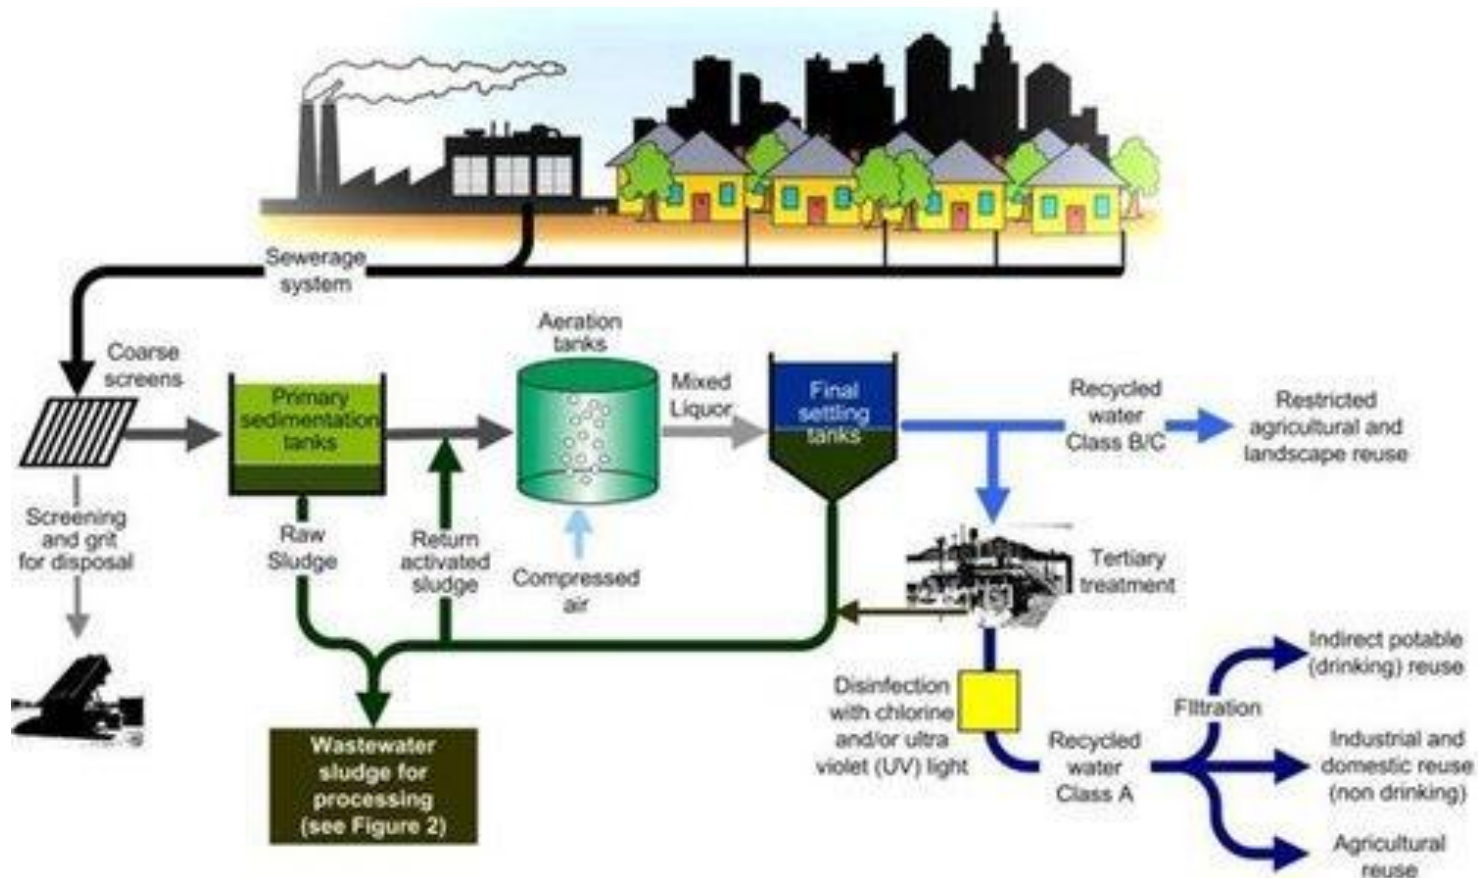 Sewerage
system
Coarse
screens
Primary
sedimentation
tanks
Aeration
tanks
Mixed
Liquor
Final
settling
tanks
Recycled
water
Class B/C
Restricted
agricultural and
landscape reuse
Screening
and grit
for disposal
Raw
Sludge
Return
activated
sludge
Compressed
air
Tertiary
treatment
Wastewater
sludge for
processing
(see Figure 2)
Disinfection
with chlorine
and/or ultra
violet (UV) light
Recycled
water
Class A
FIltration
Indirect potable
(drinking) reuse
Industrial and
domestic reuse
(non drinking)
Agricultural
reuse